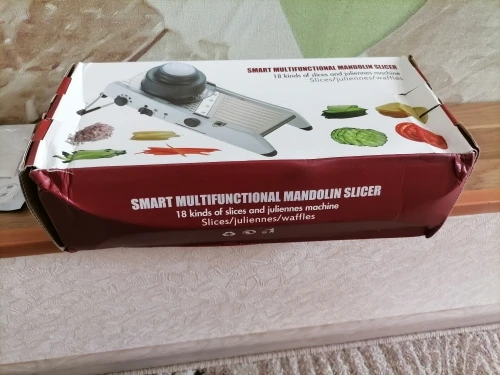 SMART MULTIFUNCTIONAL MANDOLIN SLICER
18 kinds of slices and juliennes machine
Slices/juliennes/waffles
SMART MULTIFUNCTIONAL MANDOLIN SLICER
18 kinds of slices and juliennes machine
Slices/juliennes/waffles